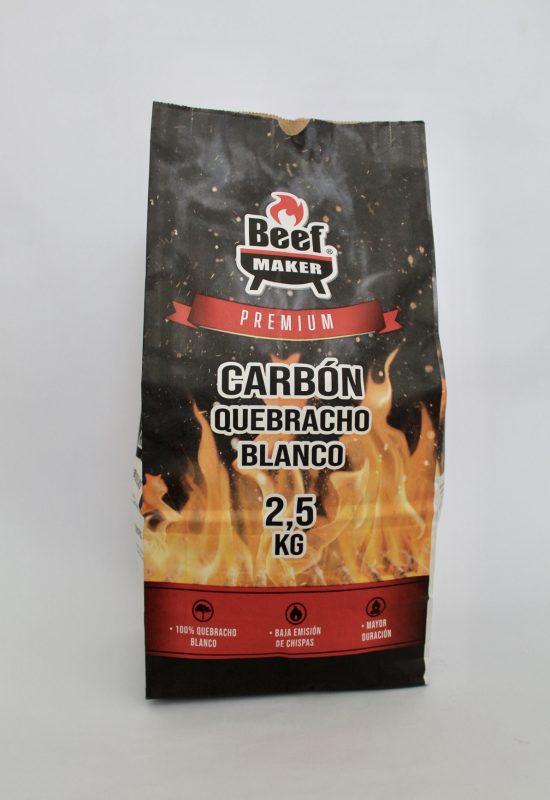 Beef®
MAKER
PREMIUM
CARBÓN
QUEBRACHO
BLANCO
2,5
KG
• 100% QUEBRACHO
BLANCO
• BAJA EMISIÓN
DE CHISPAS
• MAYOR
DURACIÓN